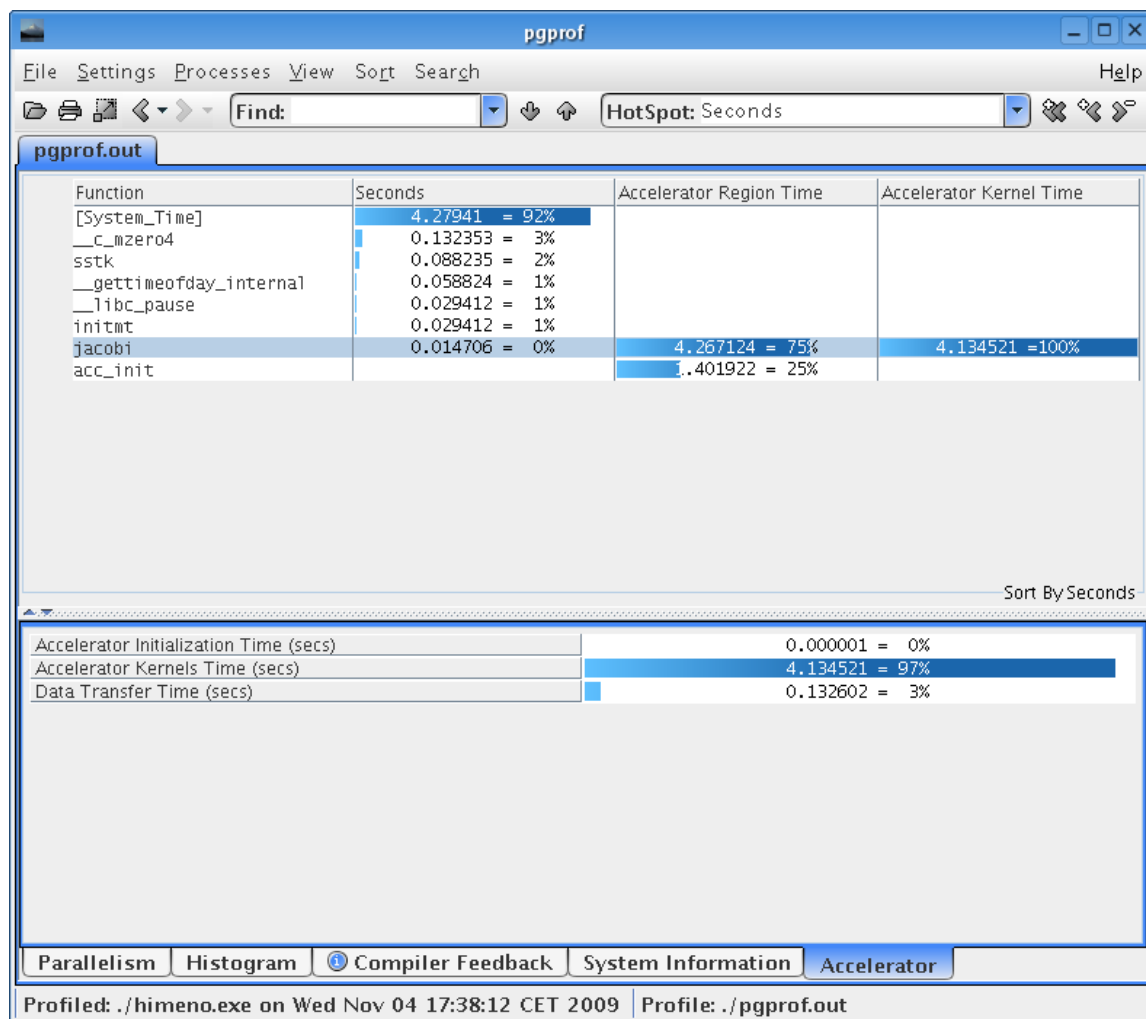 pgprof
File Settings Processes View Sort Search Help
Find: HotSpot: Seconds
pgprof.out
Function Seconds Accelerator Region Time Accelerator Kernel Time
[System_Time] 4.27941 = 92%
__c_mzero4 0.132353 = 3%
sstk 0.088235 = 2%
__gettimeofday_internal 0.058824 = 1%
__libc_pause 0.029412 = 1%
initmt 0.029412 = 1%
jacobi 0.014706 = 0% 4.267124 = 75% 4.134521 =100%
acc_init 1.401922 = 25%
Sort By Seconds
Accelerator Initialization Time (secs) 0.000001 = 0%
Accelerator Kernels Time (secs) 4.134521 = 97%
Data Transfer Time (secs) 0.132602 = 3%
Parallelism Histogram Compiler Feedback System Information Accelerator
Profiled: ./himeno.exe on Wed Nov 04 17:38:12 CET 2009 Profile: ./pgprof.out